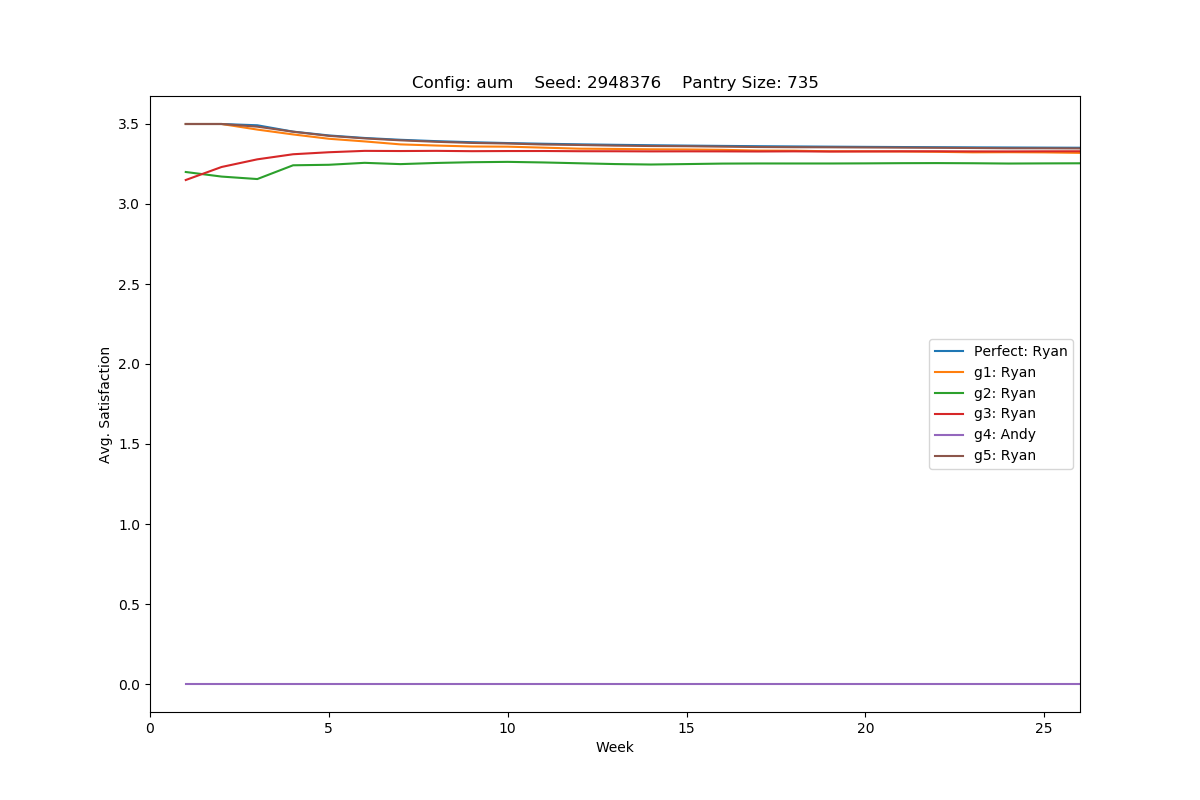 Config: aum    Seed: 2948376    Pantry Size: 735
3.5
3.0
2.5
2.0
1.5
1.0
0.5
0.0
Avg. Satisfaction
Perfect: Ryan
g1: Ryan
g2: Ryan
g3: Ryan
g4: Andy
g5: Ryan
0 5 10 15 20 25
Week